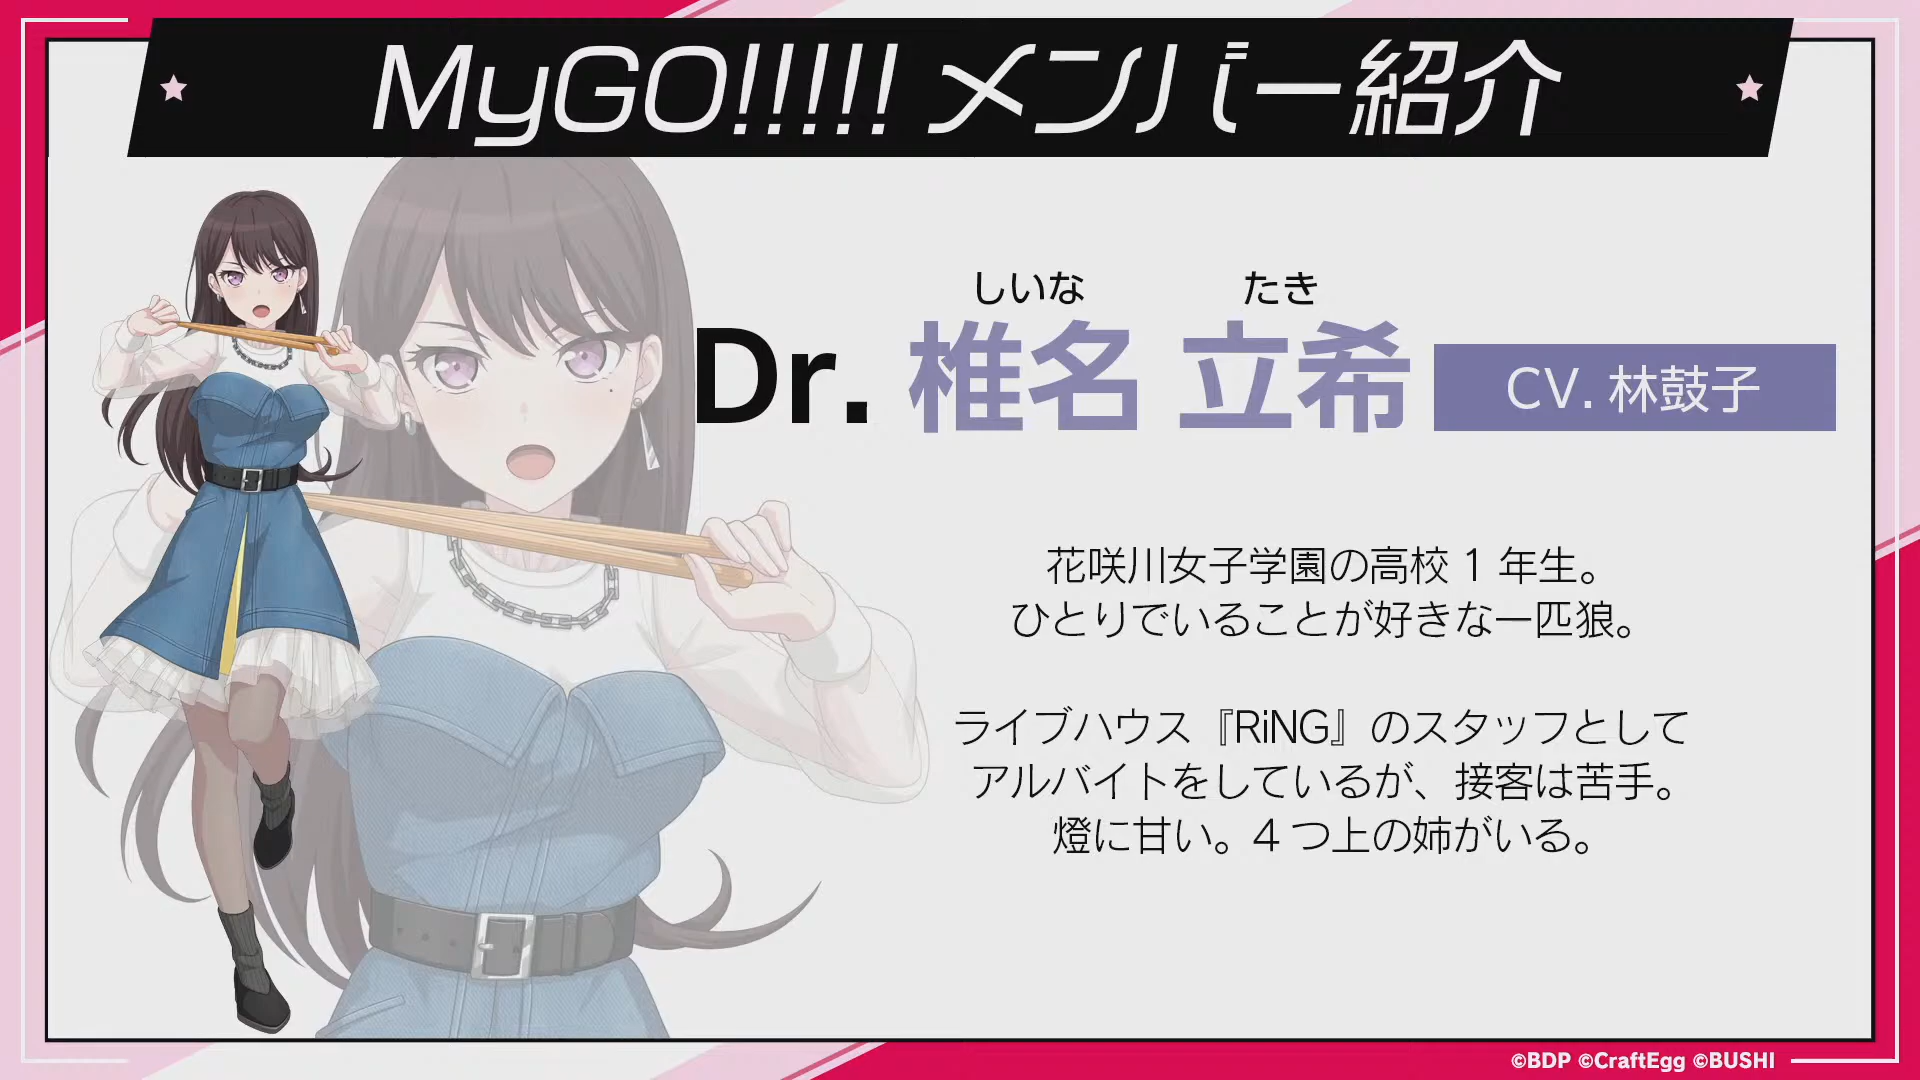 MyGO!!!!! メンバー紹介
しいな たき
Dr. 椎名 立希
CV. 林鼓子
花咲川女子学園の高校 1 年生。
ひとりでいることが好きな一匹狼。
ライブハウス『RiNG』のスタッフとして
アルバイトをしているが、接客は苦手。
燈に甘い。4 つ上の姉がいる。
©BDP ©CraftEgg ©BUSHI